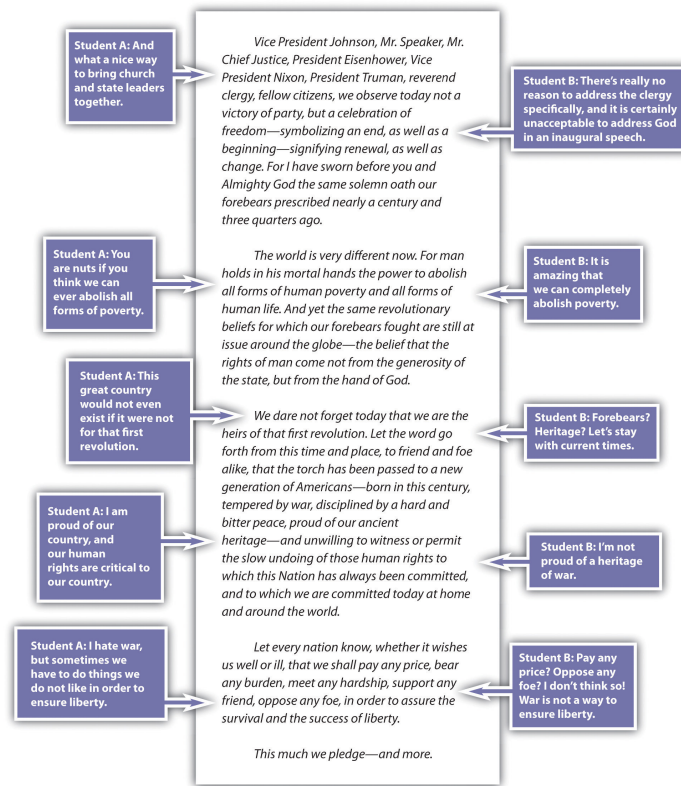 Student A: And
what a nice way
to bring church
and state leaders
together.
Vice President Johnson, Mr. Speaker, Mr.
Chief Justice, President Eisenhower, Vice
President Nixon, President Truman, reverend
clergy, fellow citizens, we observe today not a
victory of party, but a celebration of
freedom—symbolizing an end, as well as a
beginning—signifying renewal, as well as
change. For I have sworn before you and
Almighty God the same solemn oath our
forebears prescribed nearly a century and
three quarters ago.
Student B: There's really no
reason to address the clergy
specifically, and it is certainly
unacceptable to address God
in an inaugural speech.
Student A: You
are nuts if you
think we can
ever abolish all
forms of poverty.
The world is very different now. For man
holds in his mortal hands the power to abolish
all forms of human poverty and all forms of
human life. And yet the same revolutionary
beliefs for which our forebears fought are still at
issue around the globe—the belief that the
rights of man come not from the generosity of
the state, but from the hand of God.
Student B: It is
amazing that
we can completely
abolish poverty.
Student A: This
great country
would not even
exist if it were not
for that first
revolution.
We dare not forget today that we are the
heirs of that first revolution. Let the word go
forth from this time and place, to friend and foe
alike, that the torch has been passed to a new
generation of Americans—born in this century,
tempered by war, disciplined by a hard and
bitter peace, proud of our ancient
heritage—and unwilling to witness or permit
the slow undoing of those human rights to
which this Nation has always been committed,
and to which we are committed today at home
and around the world.
Student B: Forebears?
Heritage? Let's stay
with current times.
Student A: I am
proud of our
country, and
our human
rights are critical to
our country.
Student B: I'm not
proud of a heritage
of war.
Student A: I hate war,
but sometimes we
have to do things we
do not like in order to
ensure liberty.
Let every nation know, whether it wishes
us well or ill, that we shall pay any price, bear
any burden, meet any hardship, support any
friend, oppose any foe, in order to assure the
survival and the success of liberty.
Student B: Pay any
price? Oppose any
foe? I don't think so!
War is not a way to
ensure liberty.
This much we pledge—and more.